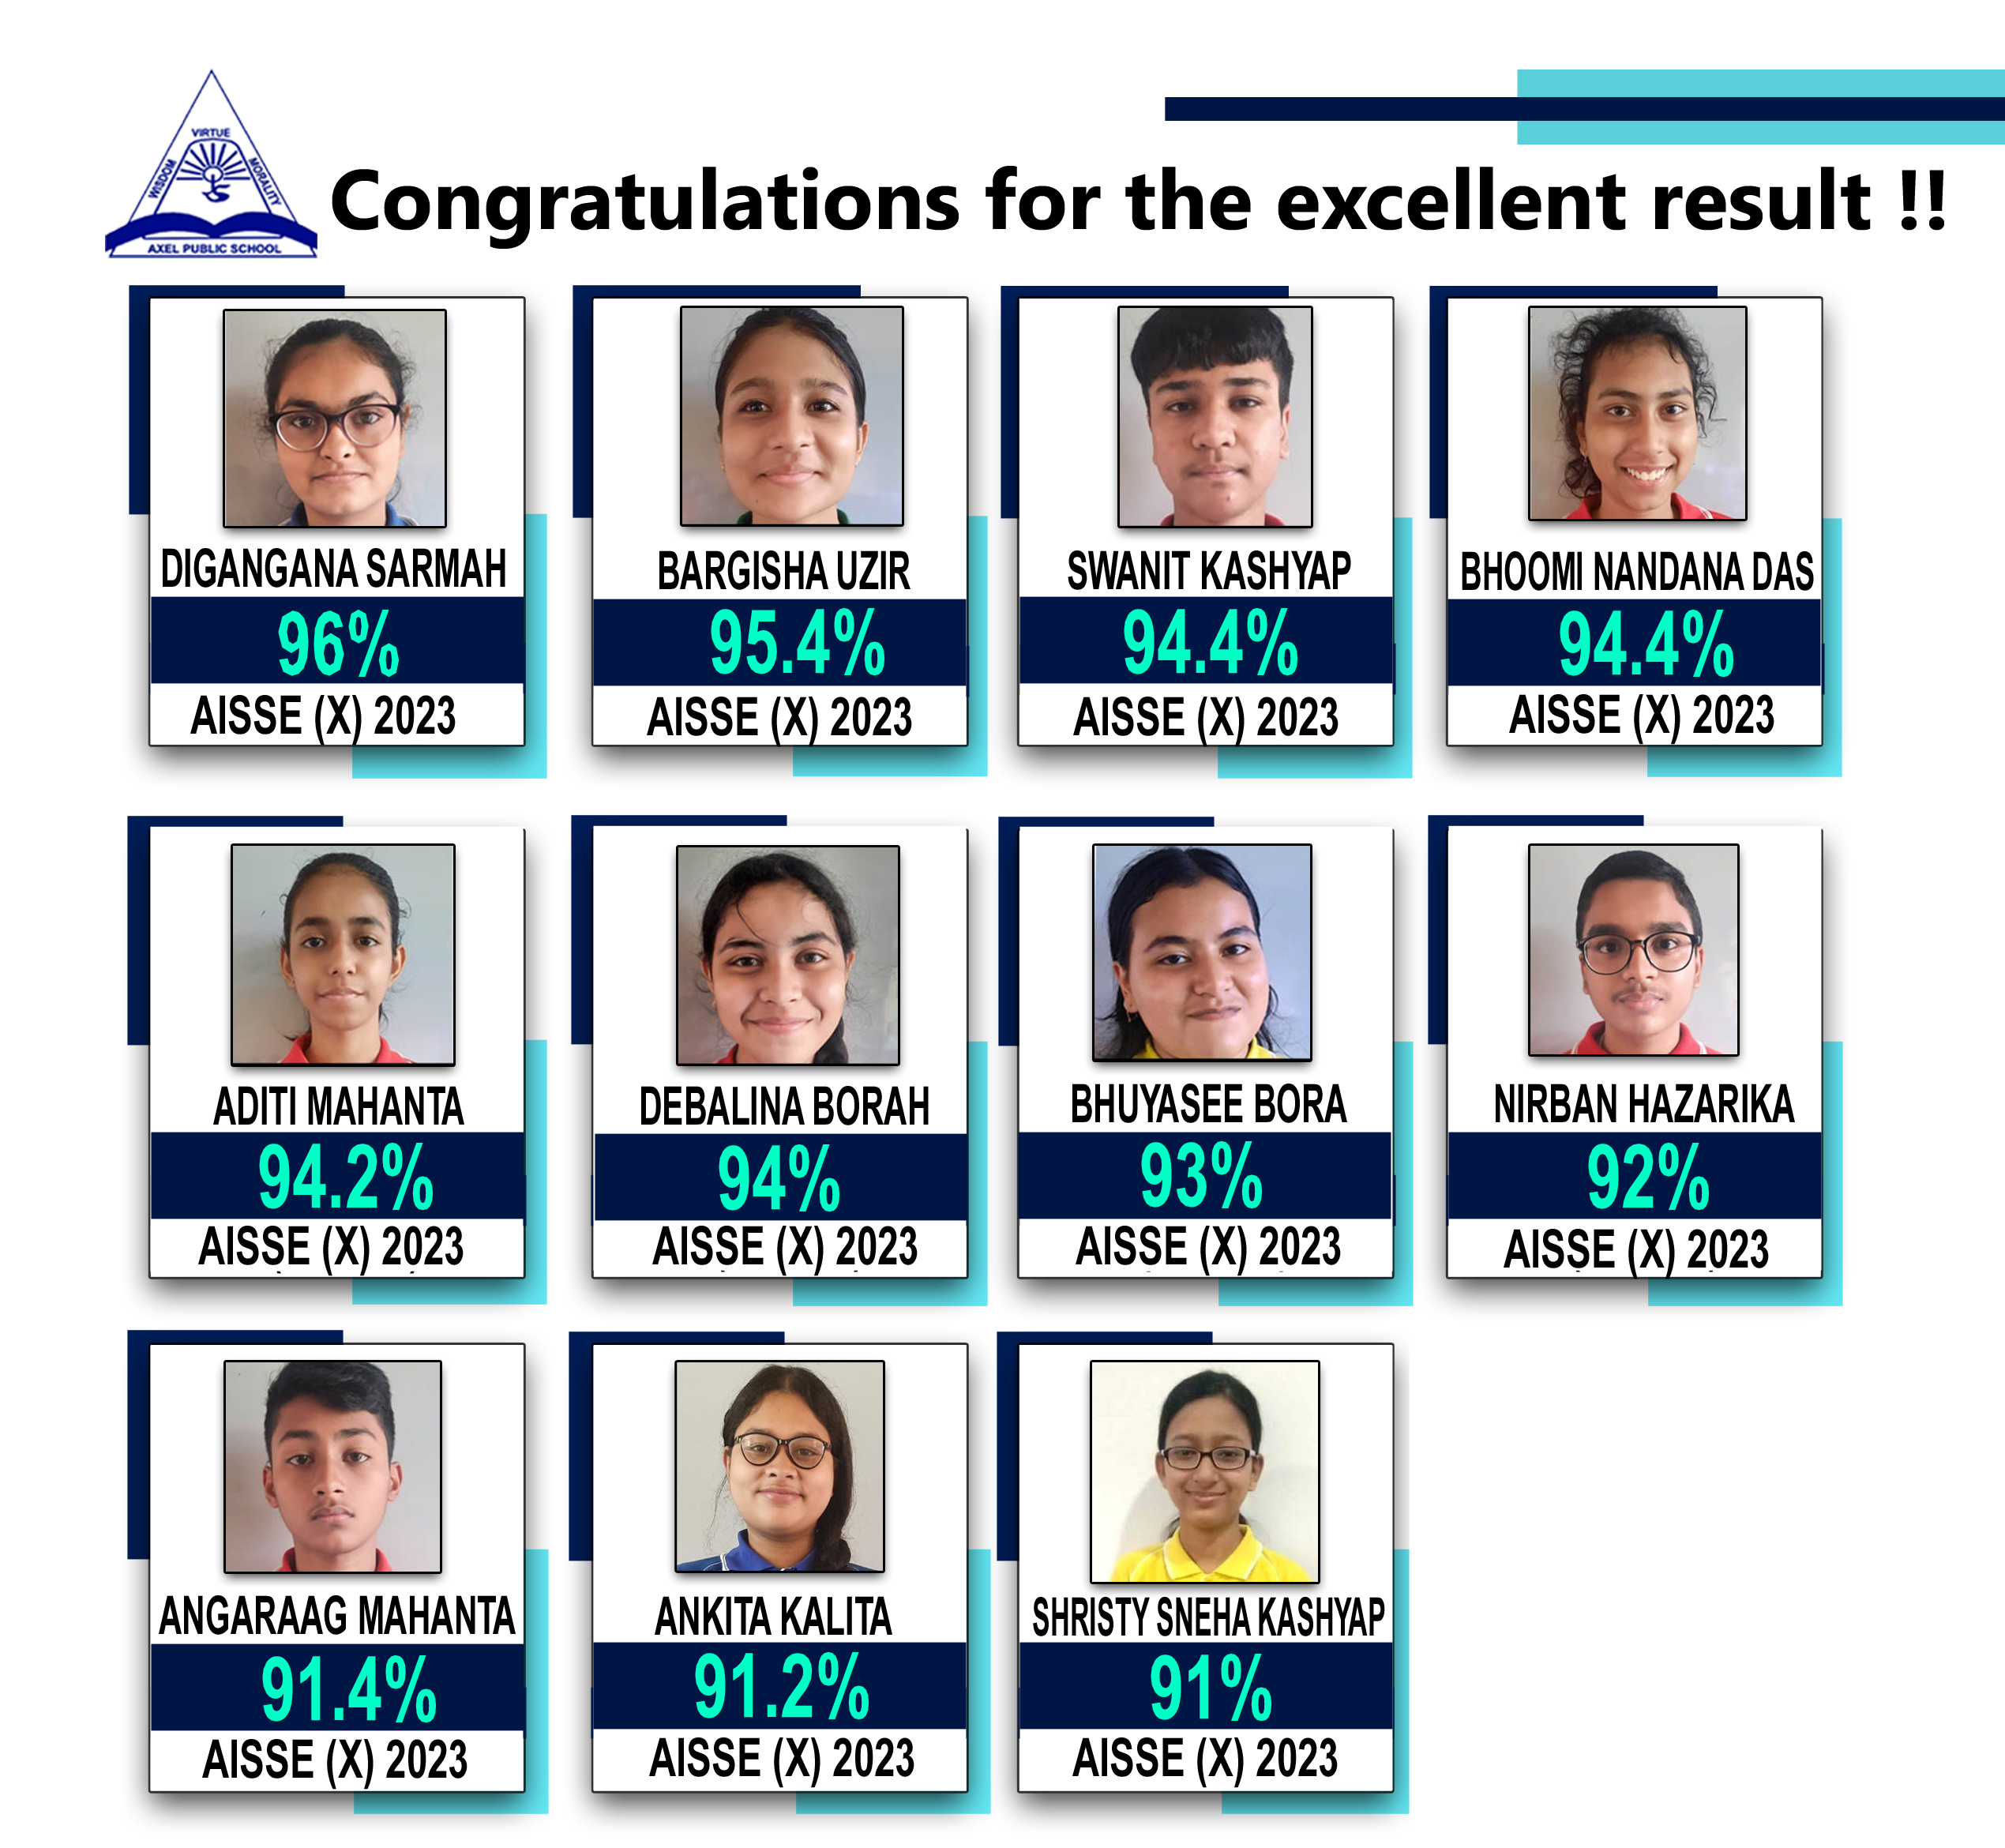 VIRTUE
WISDOM
MORALITY
AXEL PUBLIC SCHOOL
Congratulations for the excellent result !!
DIGANGANA SARMAH
96%
AISSE (X) 2023
BARGISHA UZIR
95.4%
AISSE (X) 2023
SWANIT KASHYAP
94.4%
AISSE (X) 2023
BHOOMI NANDANA DAS
94.4%
AISSE (X) 2023
ADITI MAHANTA
94.2%
AISSE (X) 2023
DEBALINA BORAH
94%
AISSE (X) 2023
BHUYASEE BORA
93%
AISSE (X) 2023
NIRBAN HAZARIKA
92%
AISSE (X) 2023
ANGARAAG MAHANTA
91.4%
AISSE (X) 2023
ANKITA KALITA
91.2%
AISSE (X) 2023
SHRISTY SNEHA KASHYAP
91%
AISSE (X) 2023